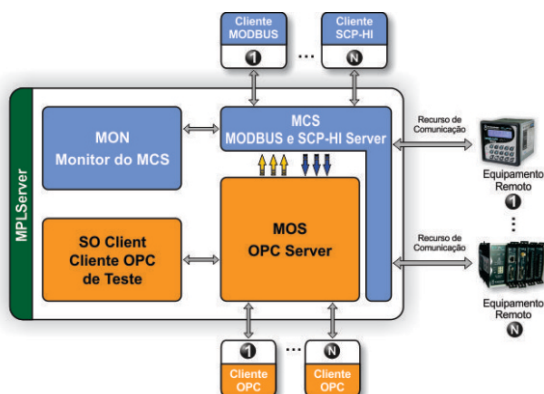 Cliente
MODBUS
1
...
Cliente
SCP-HI
N
MPLServer
MON
Monitor do MCS
MCS
MODBUS e SCP-HI Server
Recurso de
Comunicação
Equipamento
Remoto
1
...
SO Client
Cliente OPC
de Teste
MOS
OPC Server
Recurso de
Comunicação
Equipamento
Remoto
N
1
Cliente
OPC
...
N
Cliente
OPC